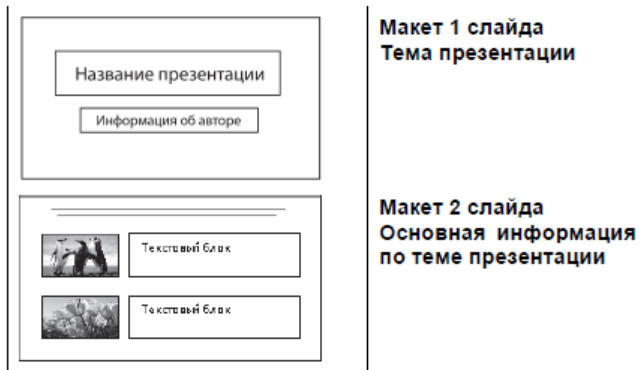 Название презентации
Информация об авторе
Макет 1 слайда
Тема презентации
Текстовый блок
Текстовый блок
Макет 2 слайда
Основная информация
по теме презентации